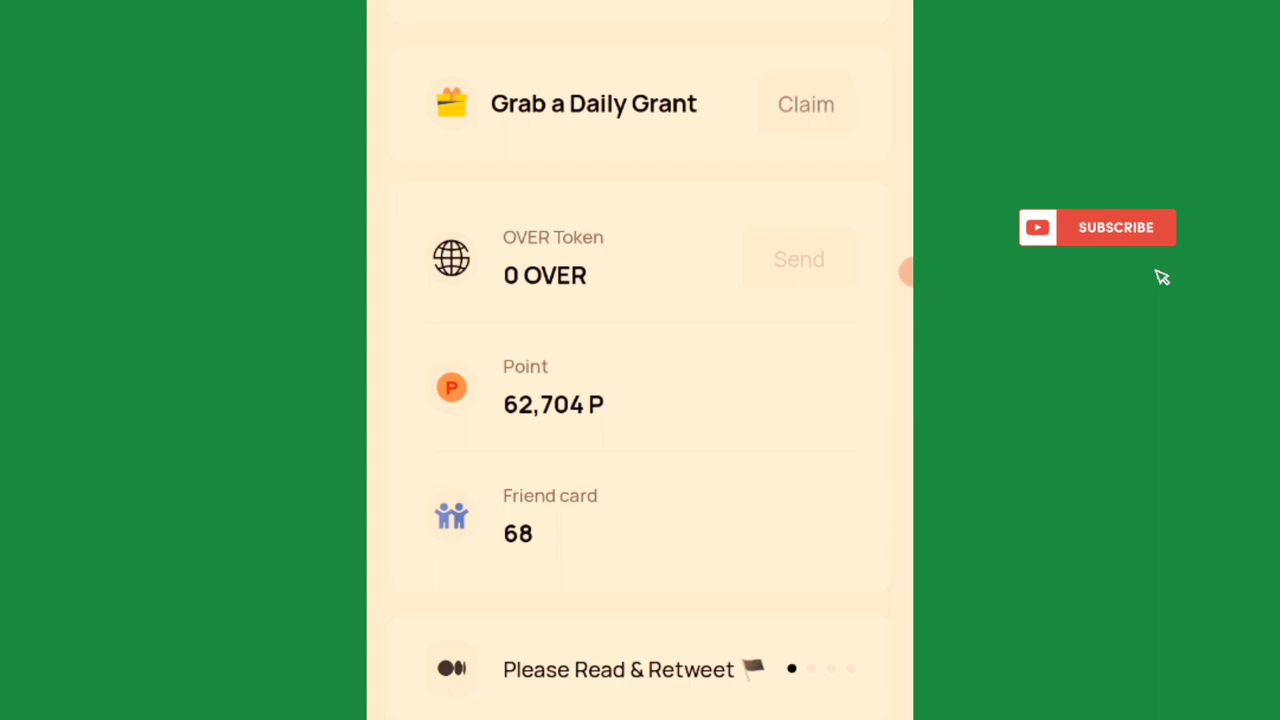 Grab a Daily Grant
Claim
OVER Token
0 OVER
Send
Point
P
62,704 P
Friend card
68
Please Read & Retweet
SUBSCRIBE